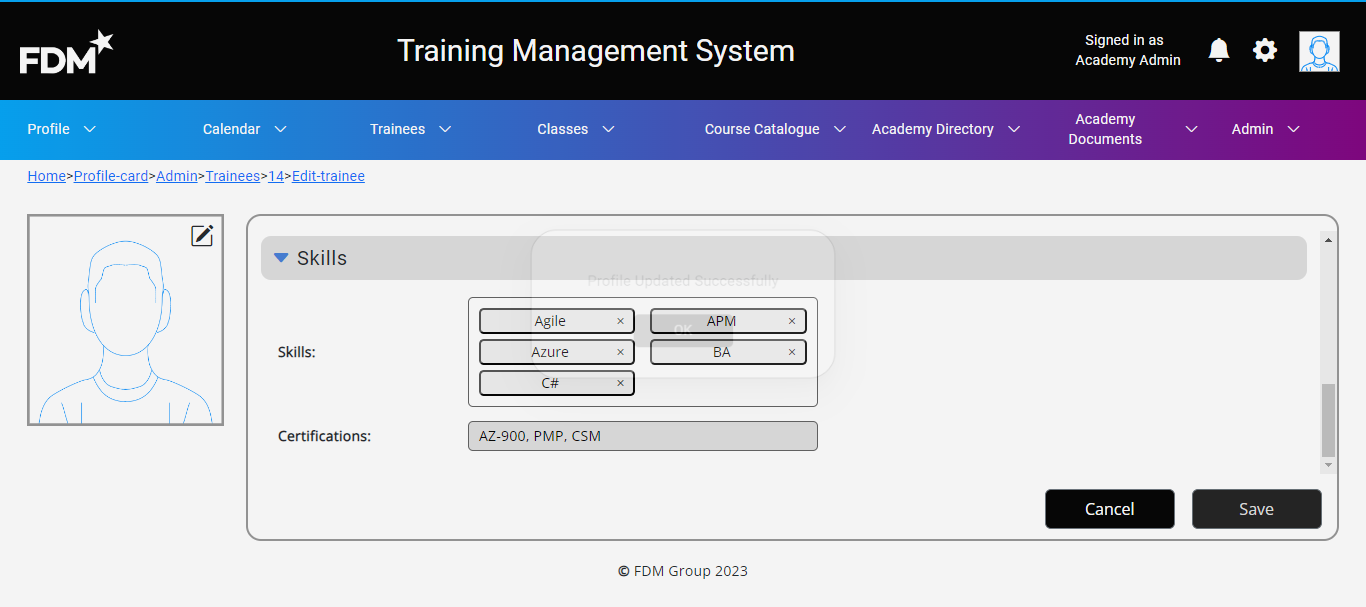 FDM
Training Management System
Signed in as
Academy Admin
Profile
Calendar
Trainees
Classes
Course Catalogue
Academy Directory
Academy
Documents
Admin
Home>Profile-card>Admin>Trainees>14>Edit-trainee
Skills
Profile Updated Successfully
OK
Skills:
Agile ×
APM ×
Azure ×
BA ×
C# ×
Certifications:
AZ-900, PMP, CSM
Cancel
Save
© FDM Group 2023